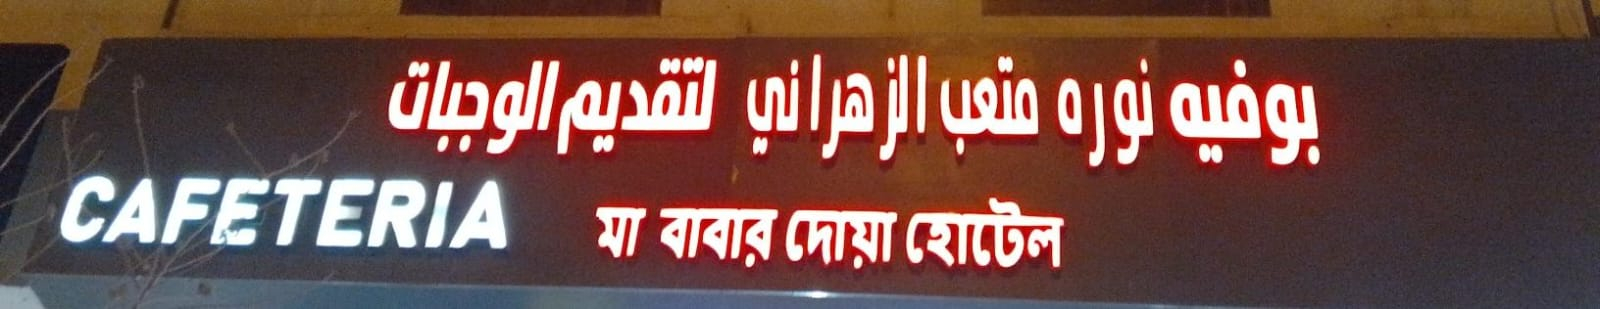 بوفيه نوره متعب الزهراني لتقديم الوجبات
CAFETERIA
মা বাবার দোয়া হোটেল